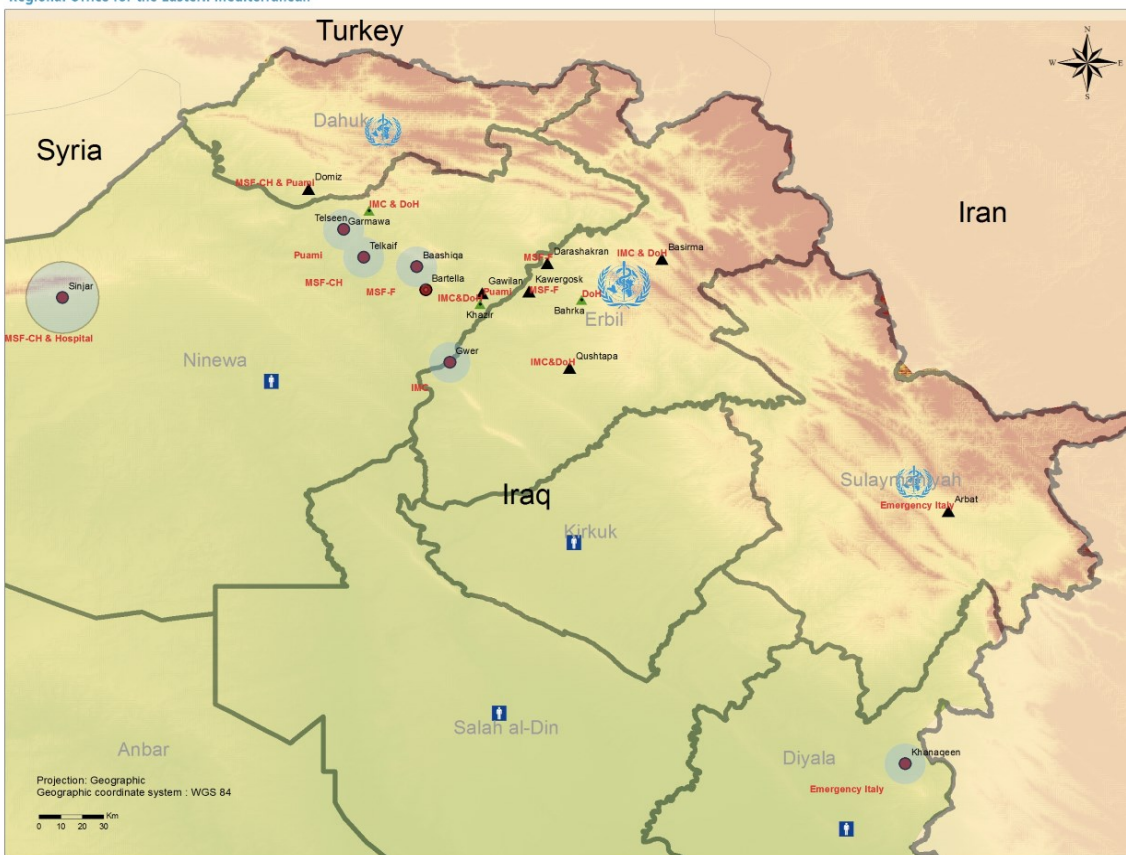 Regional Office for the Eastern Mediterranean
Turkey
N
W
E
S
Dahuk
Syria
MSF-CH & Puami
Domiz
IMC & DoH
Iran
Telseen
Garmawa
Telkaif
Puami
Baashiqa
MSF-CH
Bartella
MSF-F
Darashakran
MSF-F
IMC & DoH
Basirma
Gawilan
Puami
Kawergosk
MSF-F
IMC&DoH
Khazir
DoH
Bahrka
Erbil
Sinjar
MSF-CH & Hospital
Ninewa
Gwer
IMC
Qushtapa
IMC&DoH
Iraq
Sulaymaniyah
Emergency Italy
Arbat
Kirkuk
Salah al-Din
Anbar
Diyala
Khanaqeen
Emergency Italy
Projection: Geographic
Geographic coordinate system : WGS 84
Km
0 10 20 30